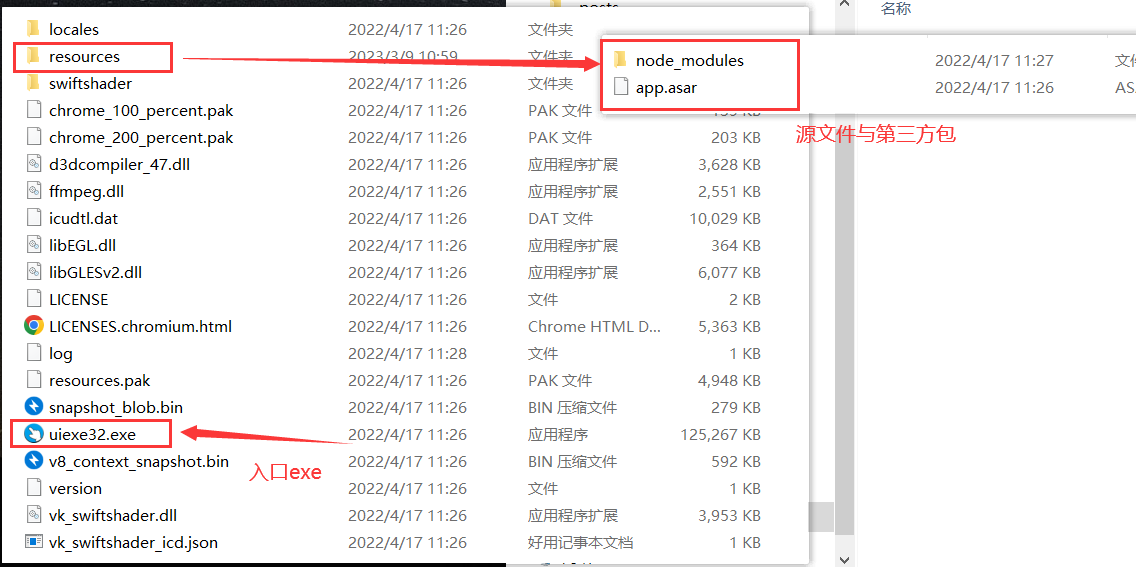 posts
名称
locales 2022/4/17 11:26 文件夹
resources 2023/3/9 10:59 文件夹
node_modules 2022/4/17 11:27
swiftshader 2022/4/17 11:26 文件夹
app.asar 2022/4/17 11:26
chrome_100_percent.pak 2022/4/17 11:26 PAK 文件
源文件与第三方包
chrome_200_percent.pak 2022/4/17 11:26 PAK 文件 203 KB
d3dcompiler_47.dll 2022/4/17 11:26 应用程序扩展 3,628 KB
ffmpeg.dll 2022/4/17 11:26 应用程序扩展 2,551 KB
icudtl.dat 2022/4/17 11:26 DAT 文件 10,029 KB
libEGL.dll 2022/4/17 11:26 应用程序扩展 364 KB
libGLESv2.dll 2022/4/17 11:26 应用程序扩展 6,077 KB
LICENSE 2022/4/17 11:26 文件 2 KB
LICENSES.chromium.html 2022/4/17 11:26 Chrome HTML D... 5,363 KB
log 2022/4/17 11:28 文件 1 KB
resources.pak 2022/4/17 11:26 PAK 文件 4,948 KB
snapshot_blob.bin 2022/4/17 11:26 BIN 压缩文件 279 KB
uiexe32.exe 2022/4/17 11:26 应用程序 125,267 KB
v8_context_snapshot.bin 2022/4/17 11:26 BIN 压缩文件 592 KB
入口exe
version 2022/4/17 11:26 文件 1 KB
vk_swiftshader.dll 2022/4/17 11:26 应用程序扩展 3,953 KB
vk_swiftshader_icd.json 2022/4/17 11:26 好用记事本文档 1 KB